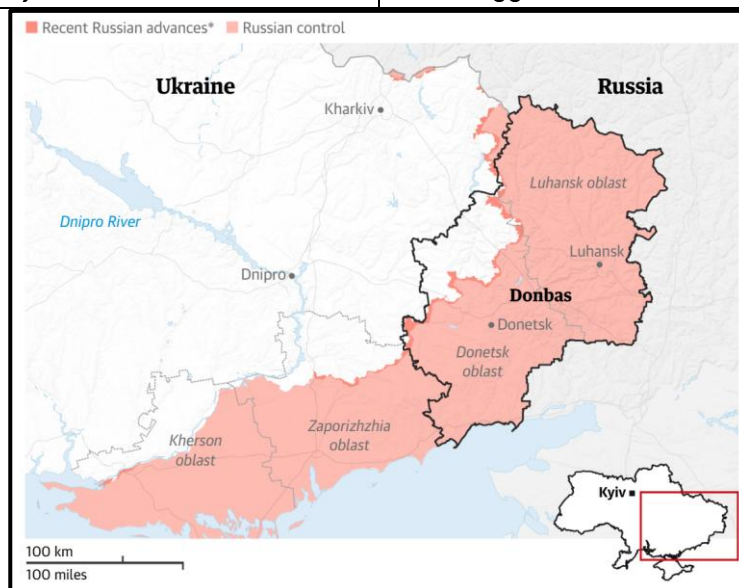 Recent Russian advances* Russian control
Ukraine
Russia
Kharkiv
Luhansk oblast
Dnipro River
Luhansk
Dnipro
Donbas
Donetsk
Donetsk
oblast
Zaporizhzhia
oblast
Kherson
oblast
Kyiv
100 km
100 miles